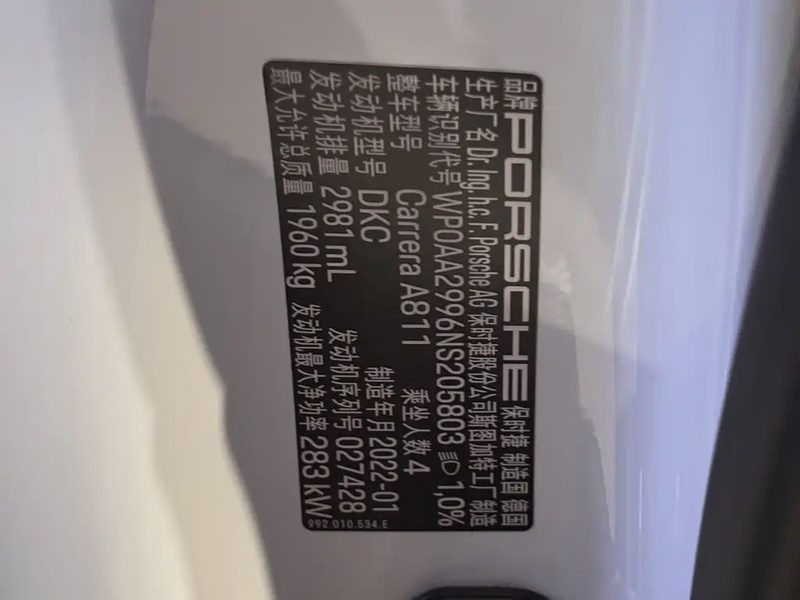 品牌 PORSCHE 保时捷 制造国 德国
生产厂名 Dr. Ing. h.c. F. Porsche AG 保时捷股份公司斯图加特工厂制造
车辆识别代号 WP0AA2996NS205803 1,0%
整车型号 Carrera A811 乘坐人数 4
发动机型号 DKC 制造年月 2022-01
发动机排量 2981 mL 发动机序列号 027428
最大允许总质量 1960 kg 发动机最大净功率 283 kW
992.010.534.E